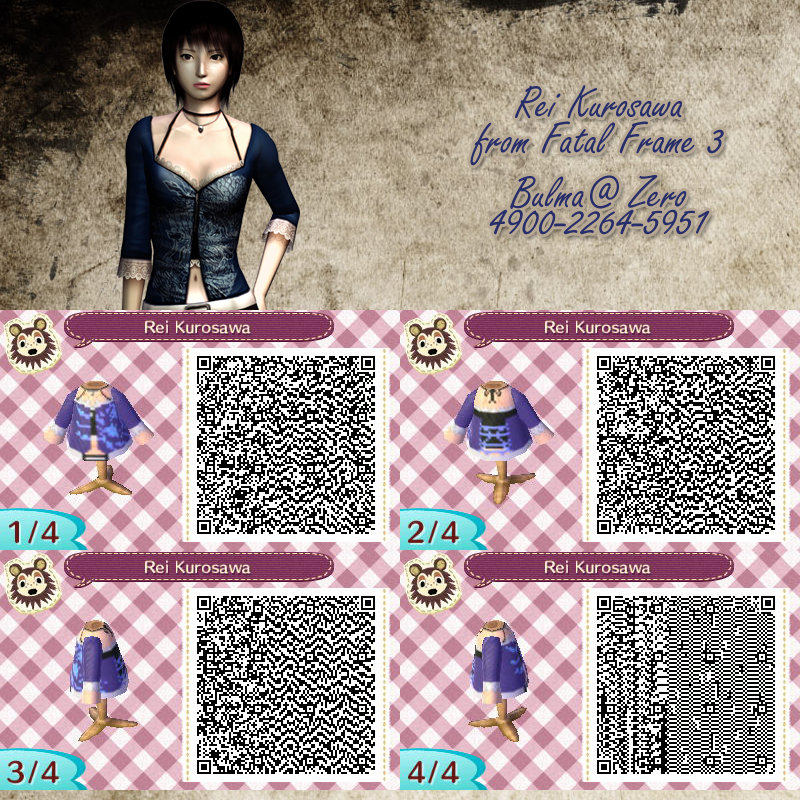 Rei Kurosawa
from Fatal Frame 3
Bulma@ Zero
4900-2264-5951
Rei Kurosawa
1/4
Rei Kurosawa
2/4
Rei Kurosawa
3/4
Rei Kurosawa
4/4